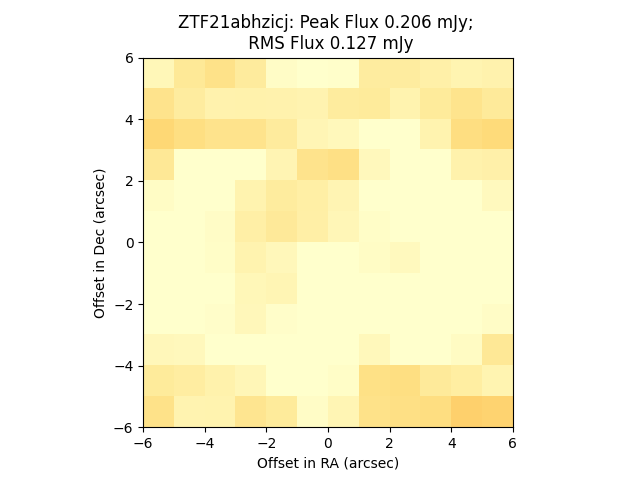 ZTF21abhzicj: Peak Flux 0.206 mJy;
RMS Flux 0.127 mJy
6
4
2
0
−2
−4
−6
Offset in Dec (arcsec)
−6 −4 −2 0 2 4 6
Offset in RA (arcsec)